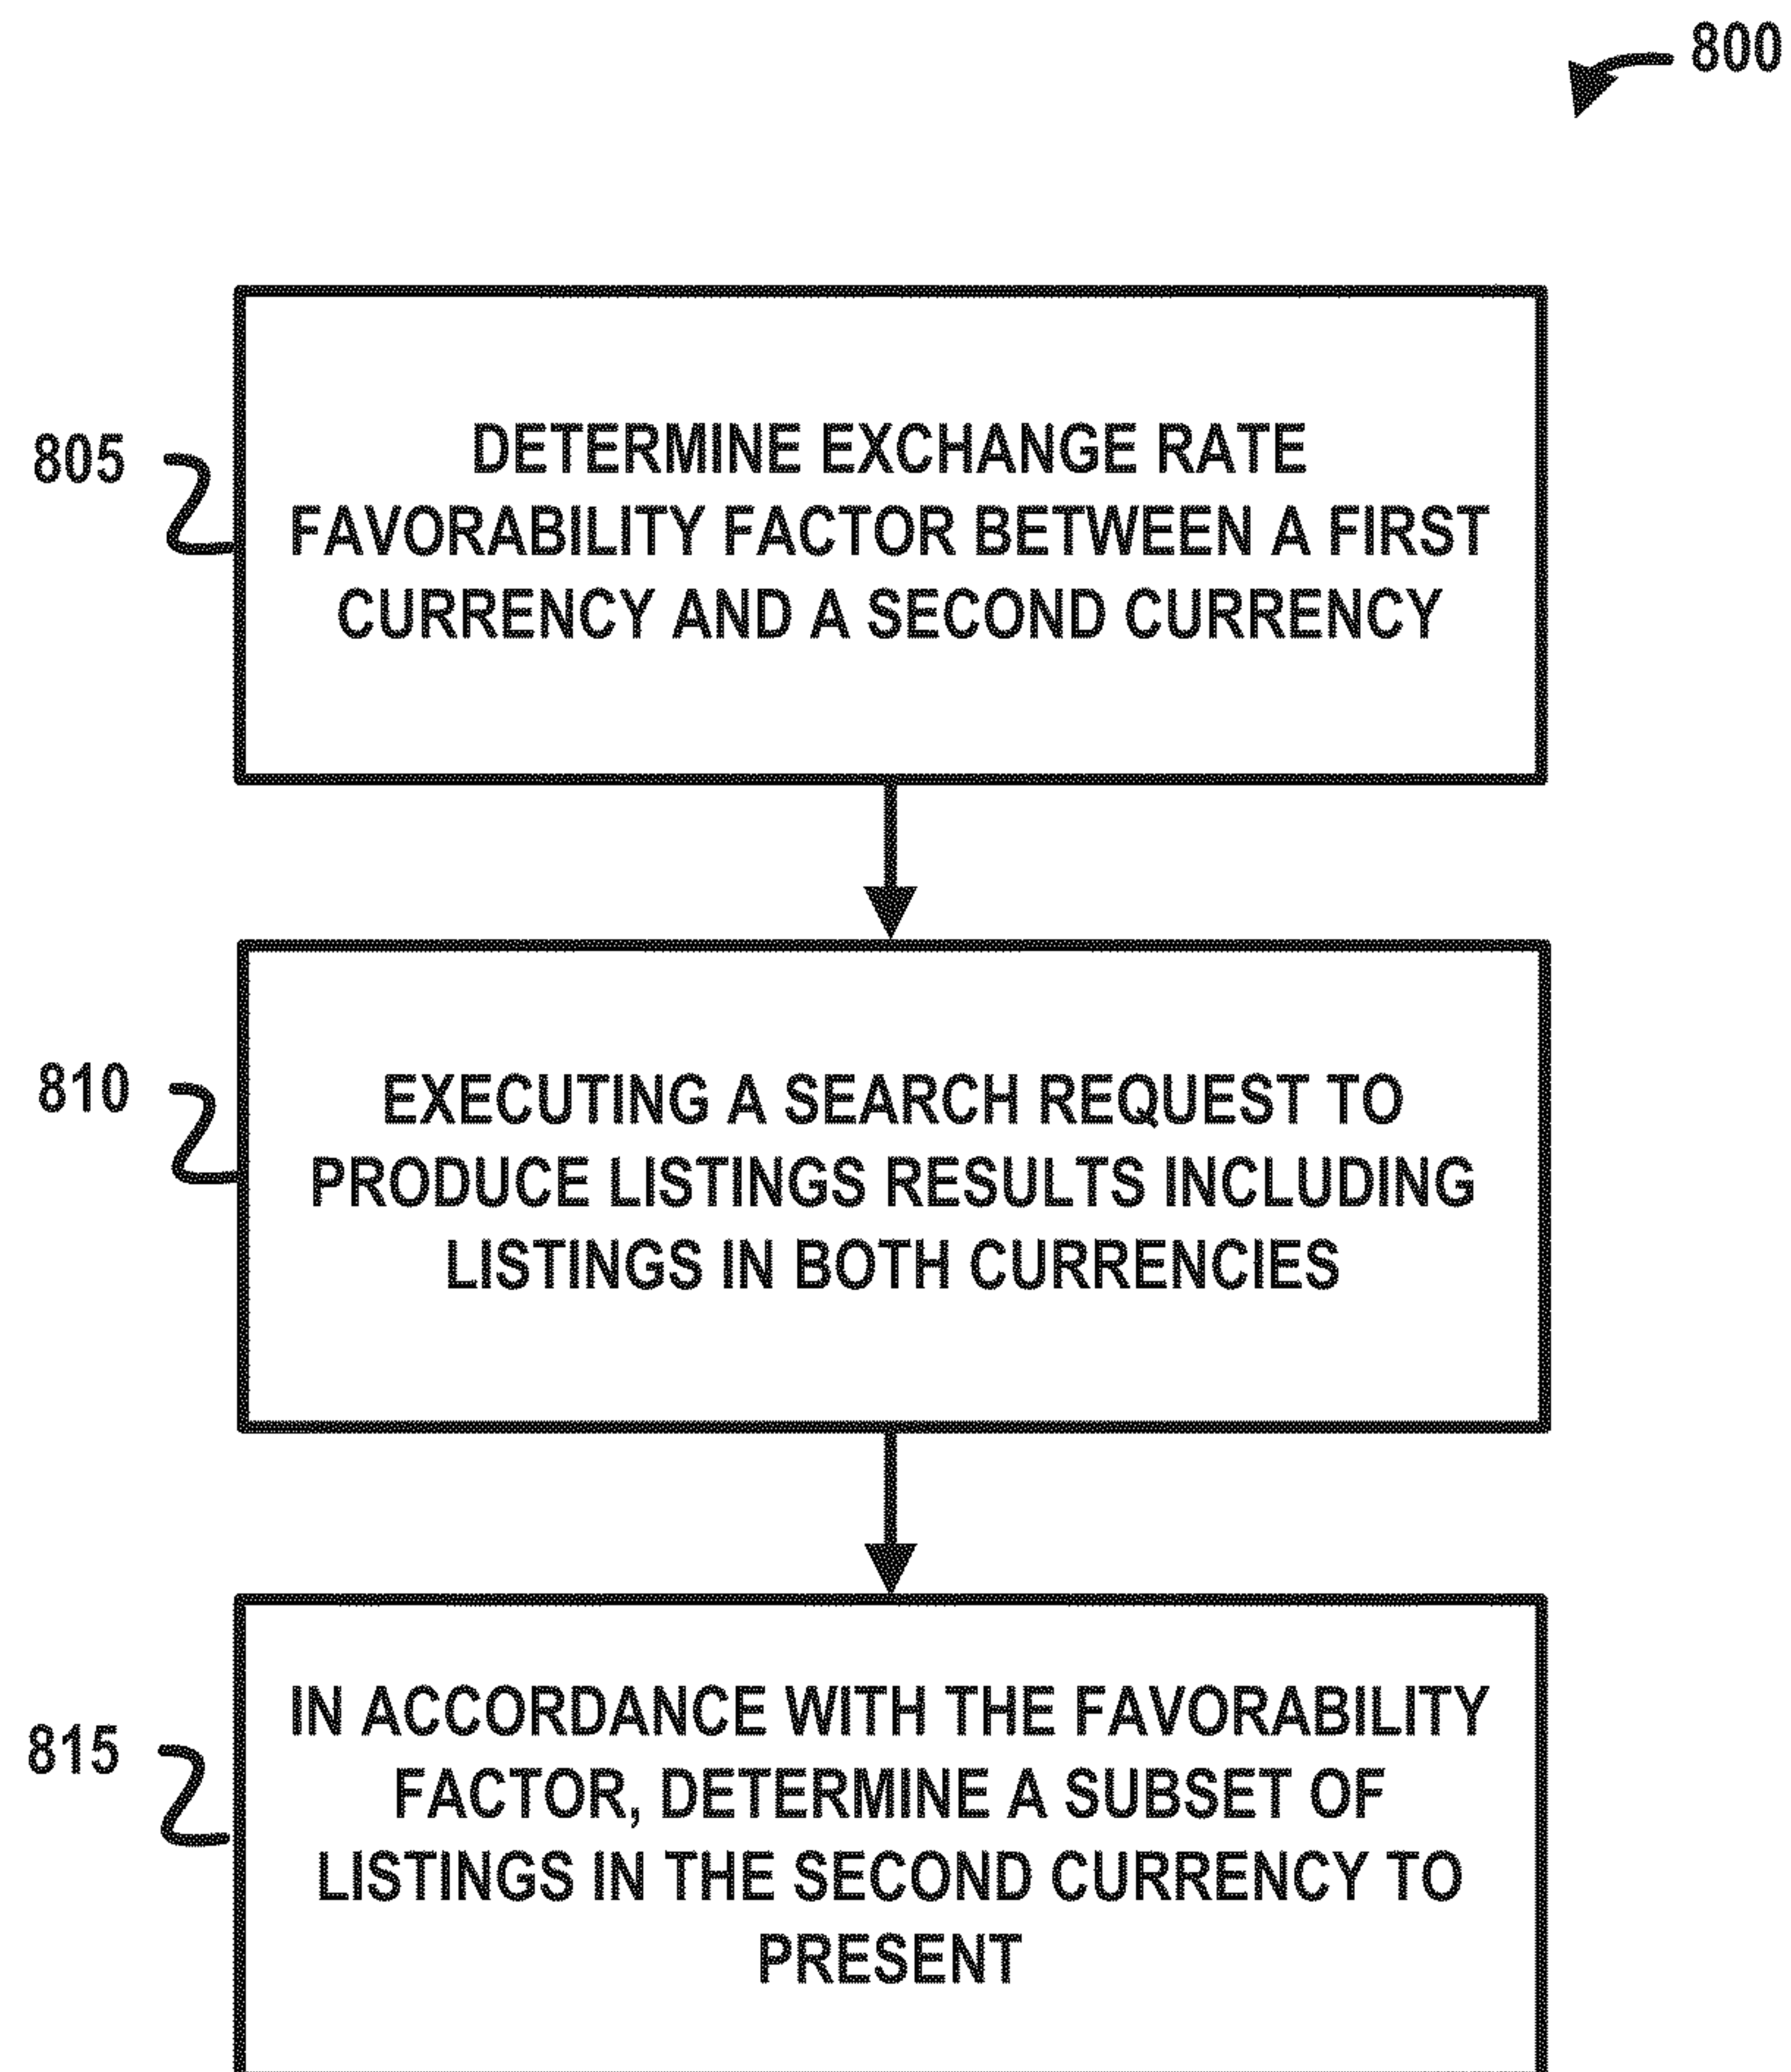 800
805
DETERMINE EXCHANGE RATE
FAVORABILITY FACTOR BETWEEN A FIRST
CURRENCY AND A SECOND CURRENCY
810
EXECUTING A SEARCH REQUEST TO
PRODUCE LISTINGS RESULTS INCLUDING
LISTINGS IN BOTH CURRENCIES
815
IN ACCORDANCE WITH THE FAVORABILITY
FACTOR, DETERMINE A SUBSET OF
LISTINGS IN THE SECOND CURRENCY TO
PRESENT